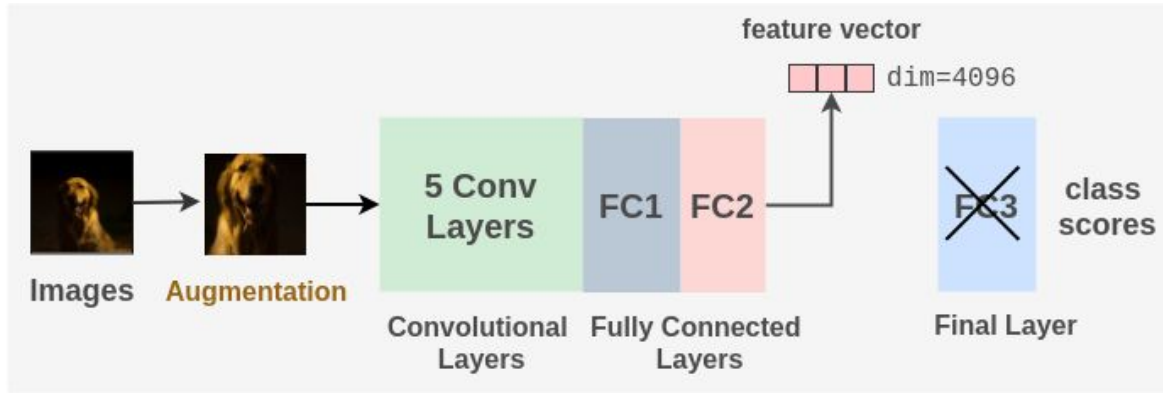 feature vector
dim=4096
5 Conv
Layers
FC1
FC2
FC3
class
scores
Images
Augmentation
Convolutional
Layers
Fully Connected
Layers
Final Layer